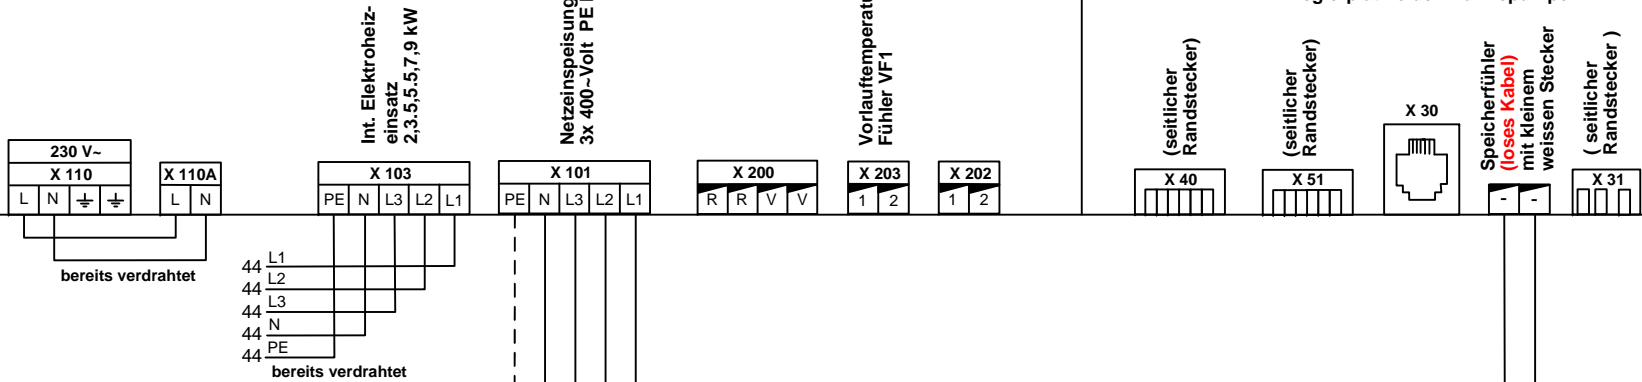 Int. Elektroheiz-
einsatz
2,3.5,5.5,7,9 kW
Netzeinspeisung
3x 400~Volt PE
Vorlauftemperatu
Fühler VF1
(seitlicher
Randstecker)
(seitlicher
Randstecker)
X 30
Speicherfühler
(loses Kabel)
mit kleinem
weissen Stecker
( seitlicher
Randstecker )
230 V~
X 110
L N
X 110A
L N
X 103
PE N L3 L2 L1
X 101
PE N L3 L2 L1
X 200
R R V V
X 203
1 2
X 202
1 2
X 40
X 51
- -
X 31
bereits verdrahtet
44 L1
44 L2
44 L3
44 N
44 PE
bereits verdrahtet